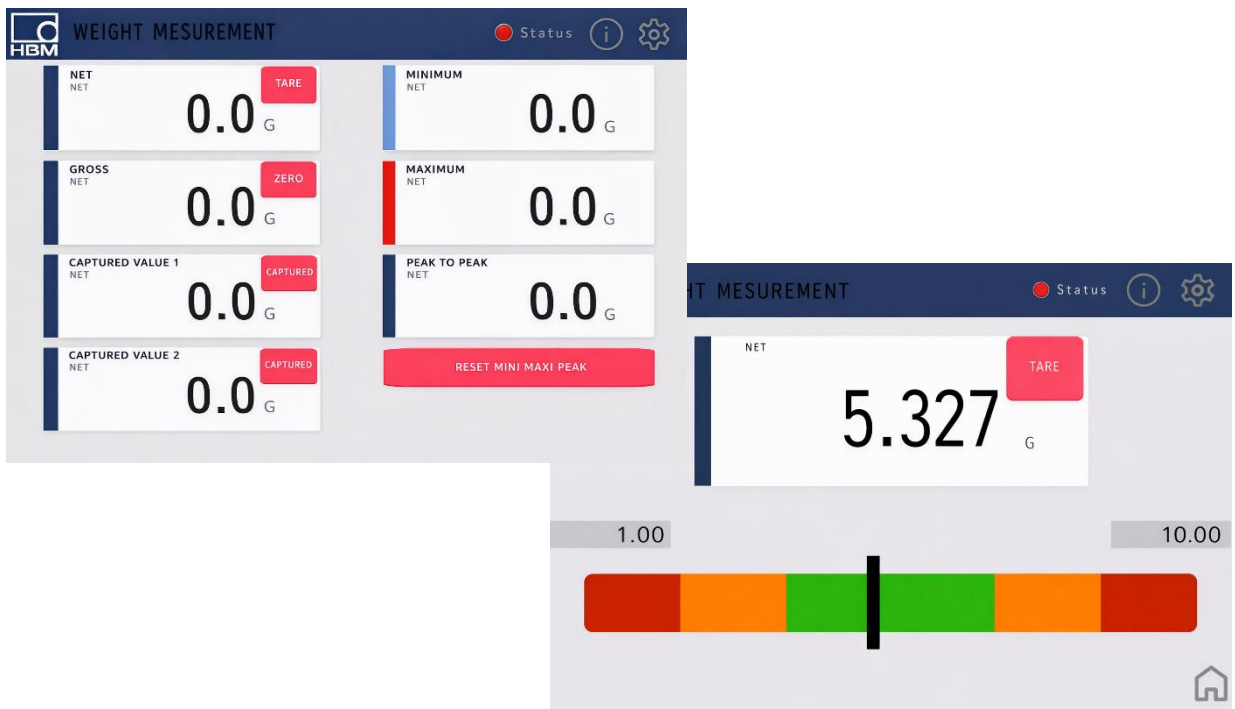 HBM
WEIGHT MESUREMENT
Status
NET
NET
TARE
0.0 G
GROSS
NET
ZERO
0.0 G
CAPTURED VALUE 1
NET
CAPTURED
0.0 G
CAPTURED VALUE 2
NET
CAPTURED
0.0 G
MINIMUM
NET
0.0 G
MAXIMUM
NET
0.0 G
PEAK TO PEAK
NET
0.0 G
RESET MINI MAXI PEAK
HT MESUREMENT
Status
NET
TARE
5.327 G
1.00
10.00